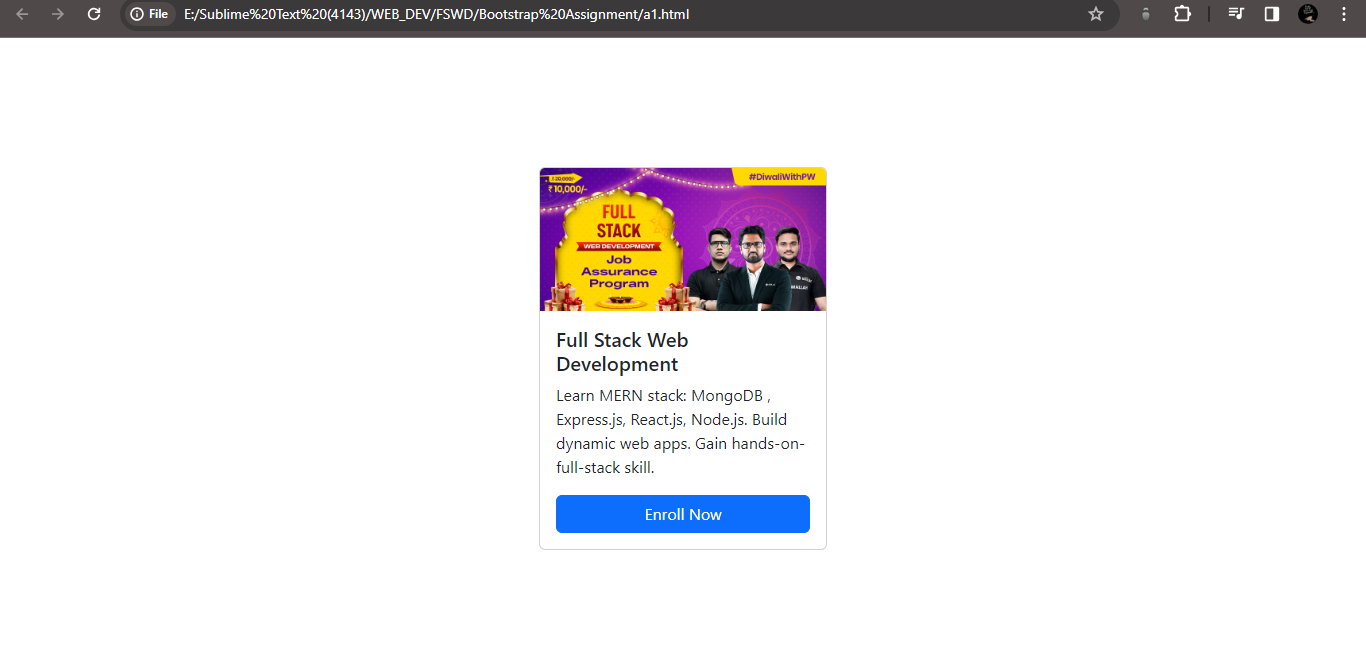 File E:/Sublime%20Text%20(4143)/WEB_DEV/FSWD/Bootstrap%20Assignment/a1.html
#DiwaliWithPW
₹ 10,000/-
FULL
STACK
WEB DEVELOPMENT
Job
Assurance
Program
Full Stack Web
Development
Learn MERN stack: MongoDB ,
Express.js, React.js, Node.js. Build
dynamic web apps. Gain hands-on-
full-stack skill.
Enroll Now